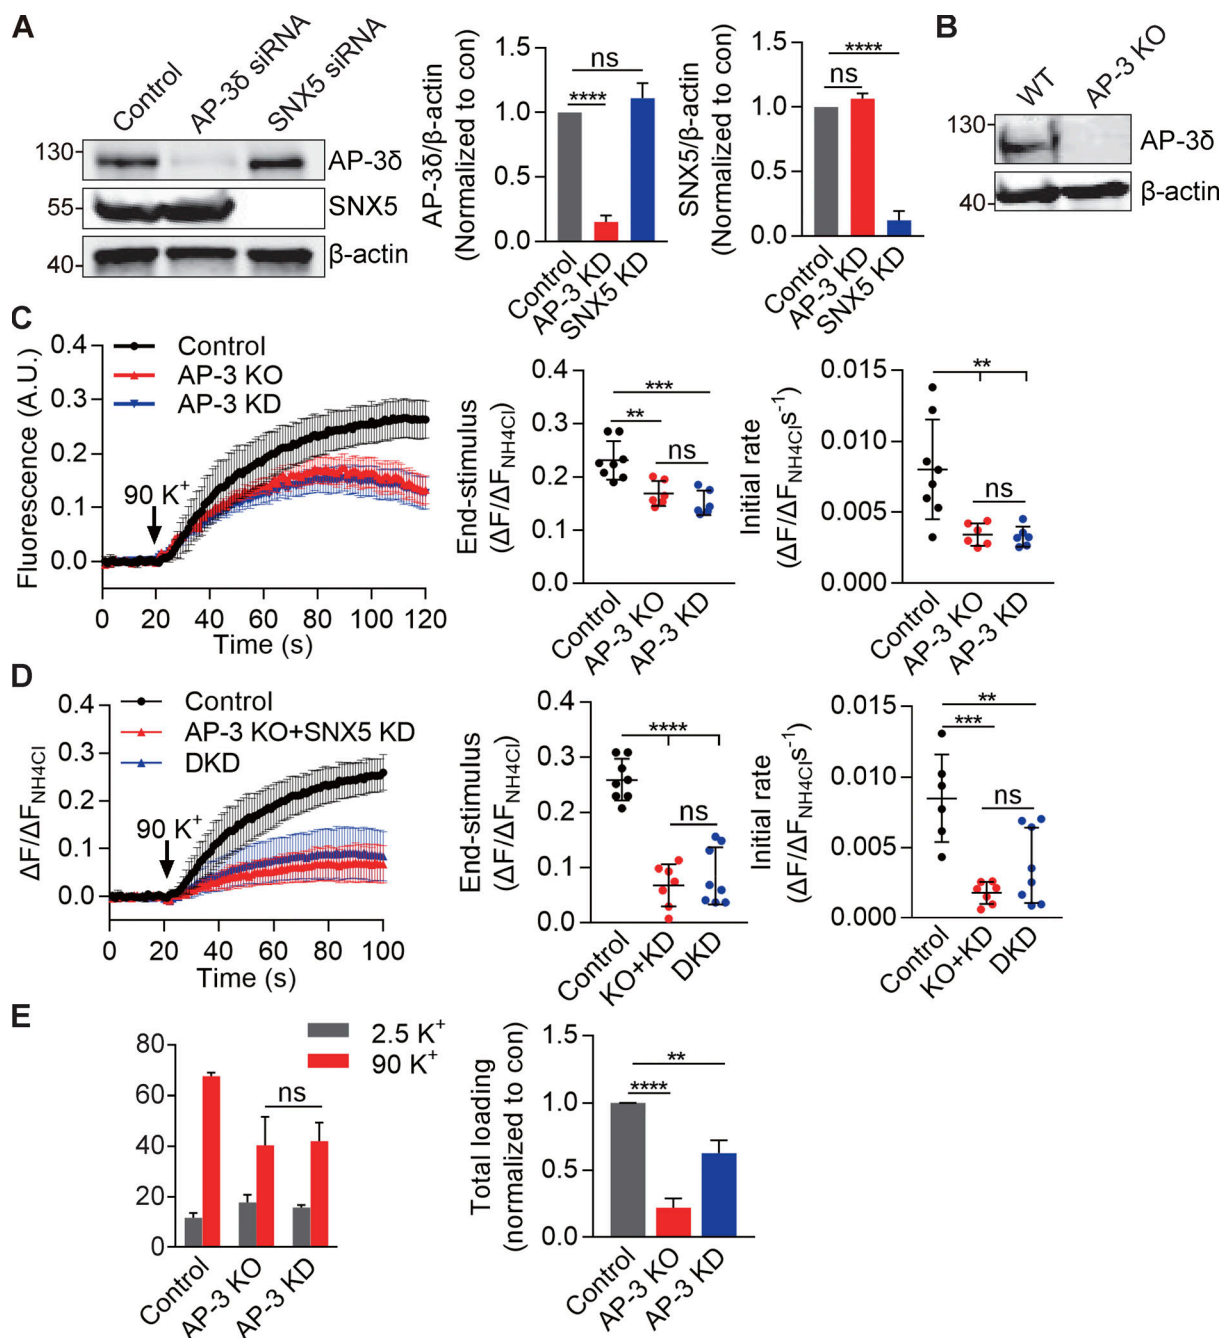 A
Control
AP-3δ siRNA
SNX5 siRNA
130
AP-3δ
55
SNX5
40
β-actin
AP-3δ/β-actin
(Normalized to con)
1.5
1.0
0.5
0.0
ns
****
Control
AP-3 KD
SNX5 KD
SNX5/β-actin
(Normalized to con)
1.5
1.0
0.5
0.0
****
ns
Control
AP-3 KD
SNX5 KD
B
WT
AP-3 KO
130
AP-3δ
40
β-actin
C
Fluorescence (A.U.)
0.4
0.3
0.2
0.1
0.0
Control
AP-3 KO
AP-3 KD
90 K⁺
0 20 40 60 80 100 120
Time (s)
End-stimulus
(ΔF/ΔF_NH4Cl)
0.4
0.3
0.2
0.1
0.0
***
**
ns
Control
AP-3 KO
AP-3 KD
Initial rate
(ΔF/ΔF_NH4Cl s⁻¹)
0.015
0.010
0.005
0.000
**
ns
Control
AP-3 KO
AP-3 KD
D
ΔF/ΔF_NH4Cl
0.4
0.3
0.2
0.1
0.0
Control
AP-3 KO+SNX5 KD
DKD
90 K⁺
0 20 40 60 80 100
Time (s)
End-stimulus
(ΔF/ΔF_NH4Cl)
0.4
0.3
0.2
0.1
0.0
****
ns
Control
KO+KD
DKD
Initial rate
(ΔF/ΔF_NH4Cl s⁻¹)
0.015
0.010
0.005
0.000
**
***
ns
Control
KO+KD
DKD
E
80
60
40
20
0
2.5 K⁺
90 K⁺
ns
Control
AP-3 KO
AP-3 KD
Total loading
(normalized to con)
1.5
1.0
0.5
0.0
**
****
Control
AP-3 KO
AP-3 KD